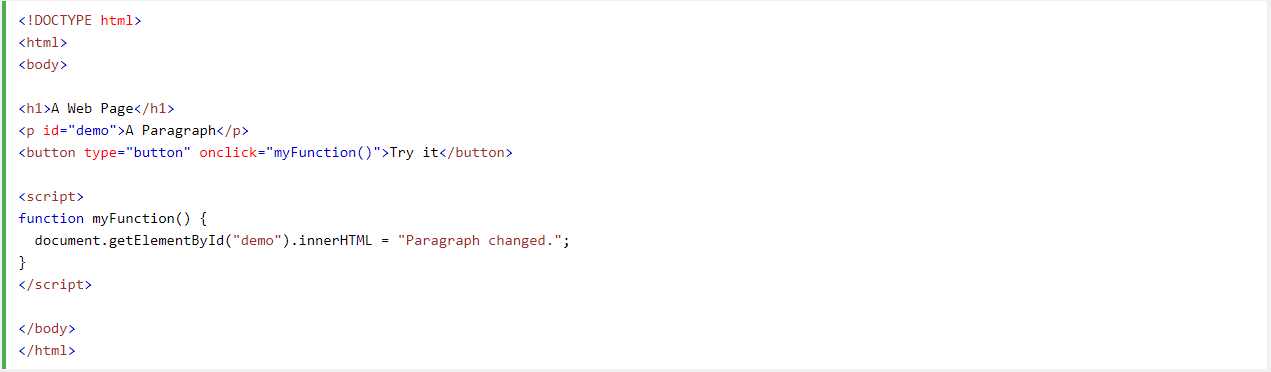 <!DOCTYPE html>
<html>
<body>
<h1>A Web Page</h1>
<p id="demo">A Paragraph</p>
<button type="button" onclick="myFunction()">Try it</button>
<script>
function myFunction() {
  document.getElementById("demo").innerHTML = "Paragraph changed.";
}
</script>
</body>
</html>